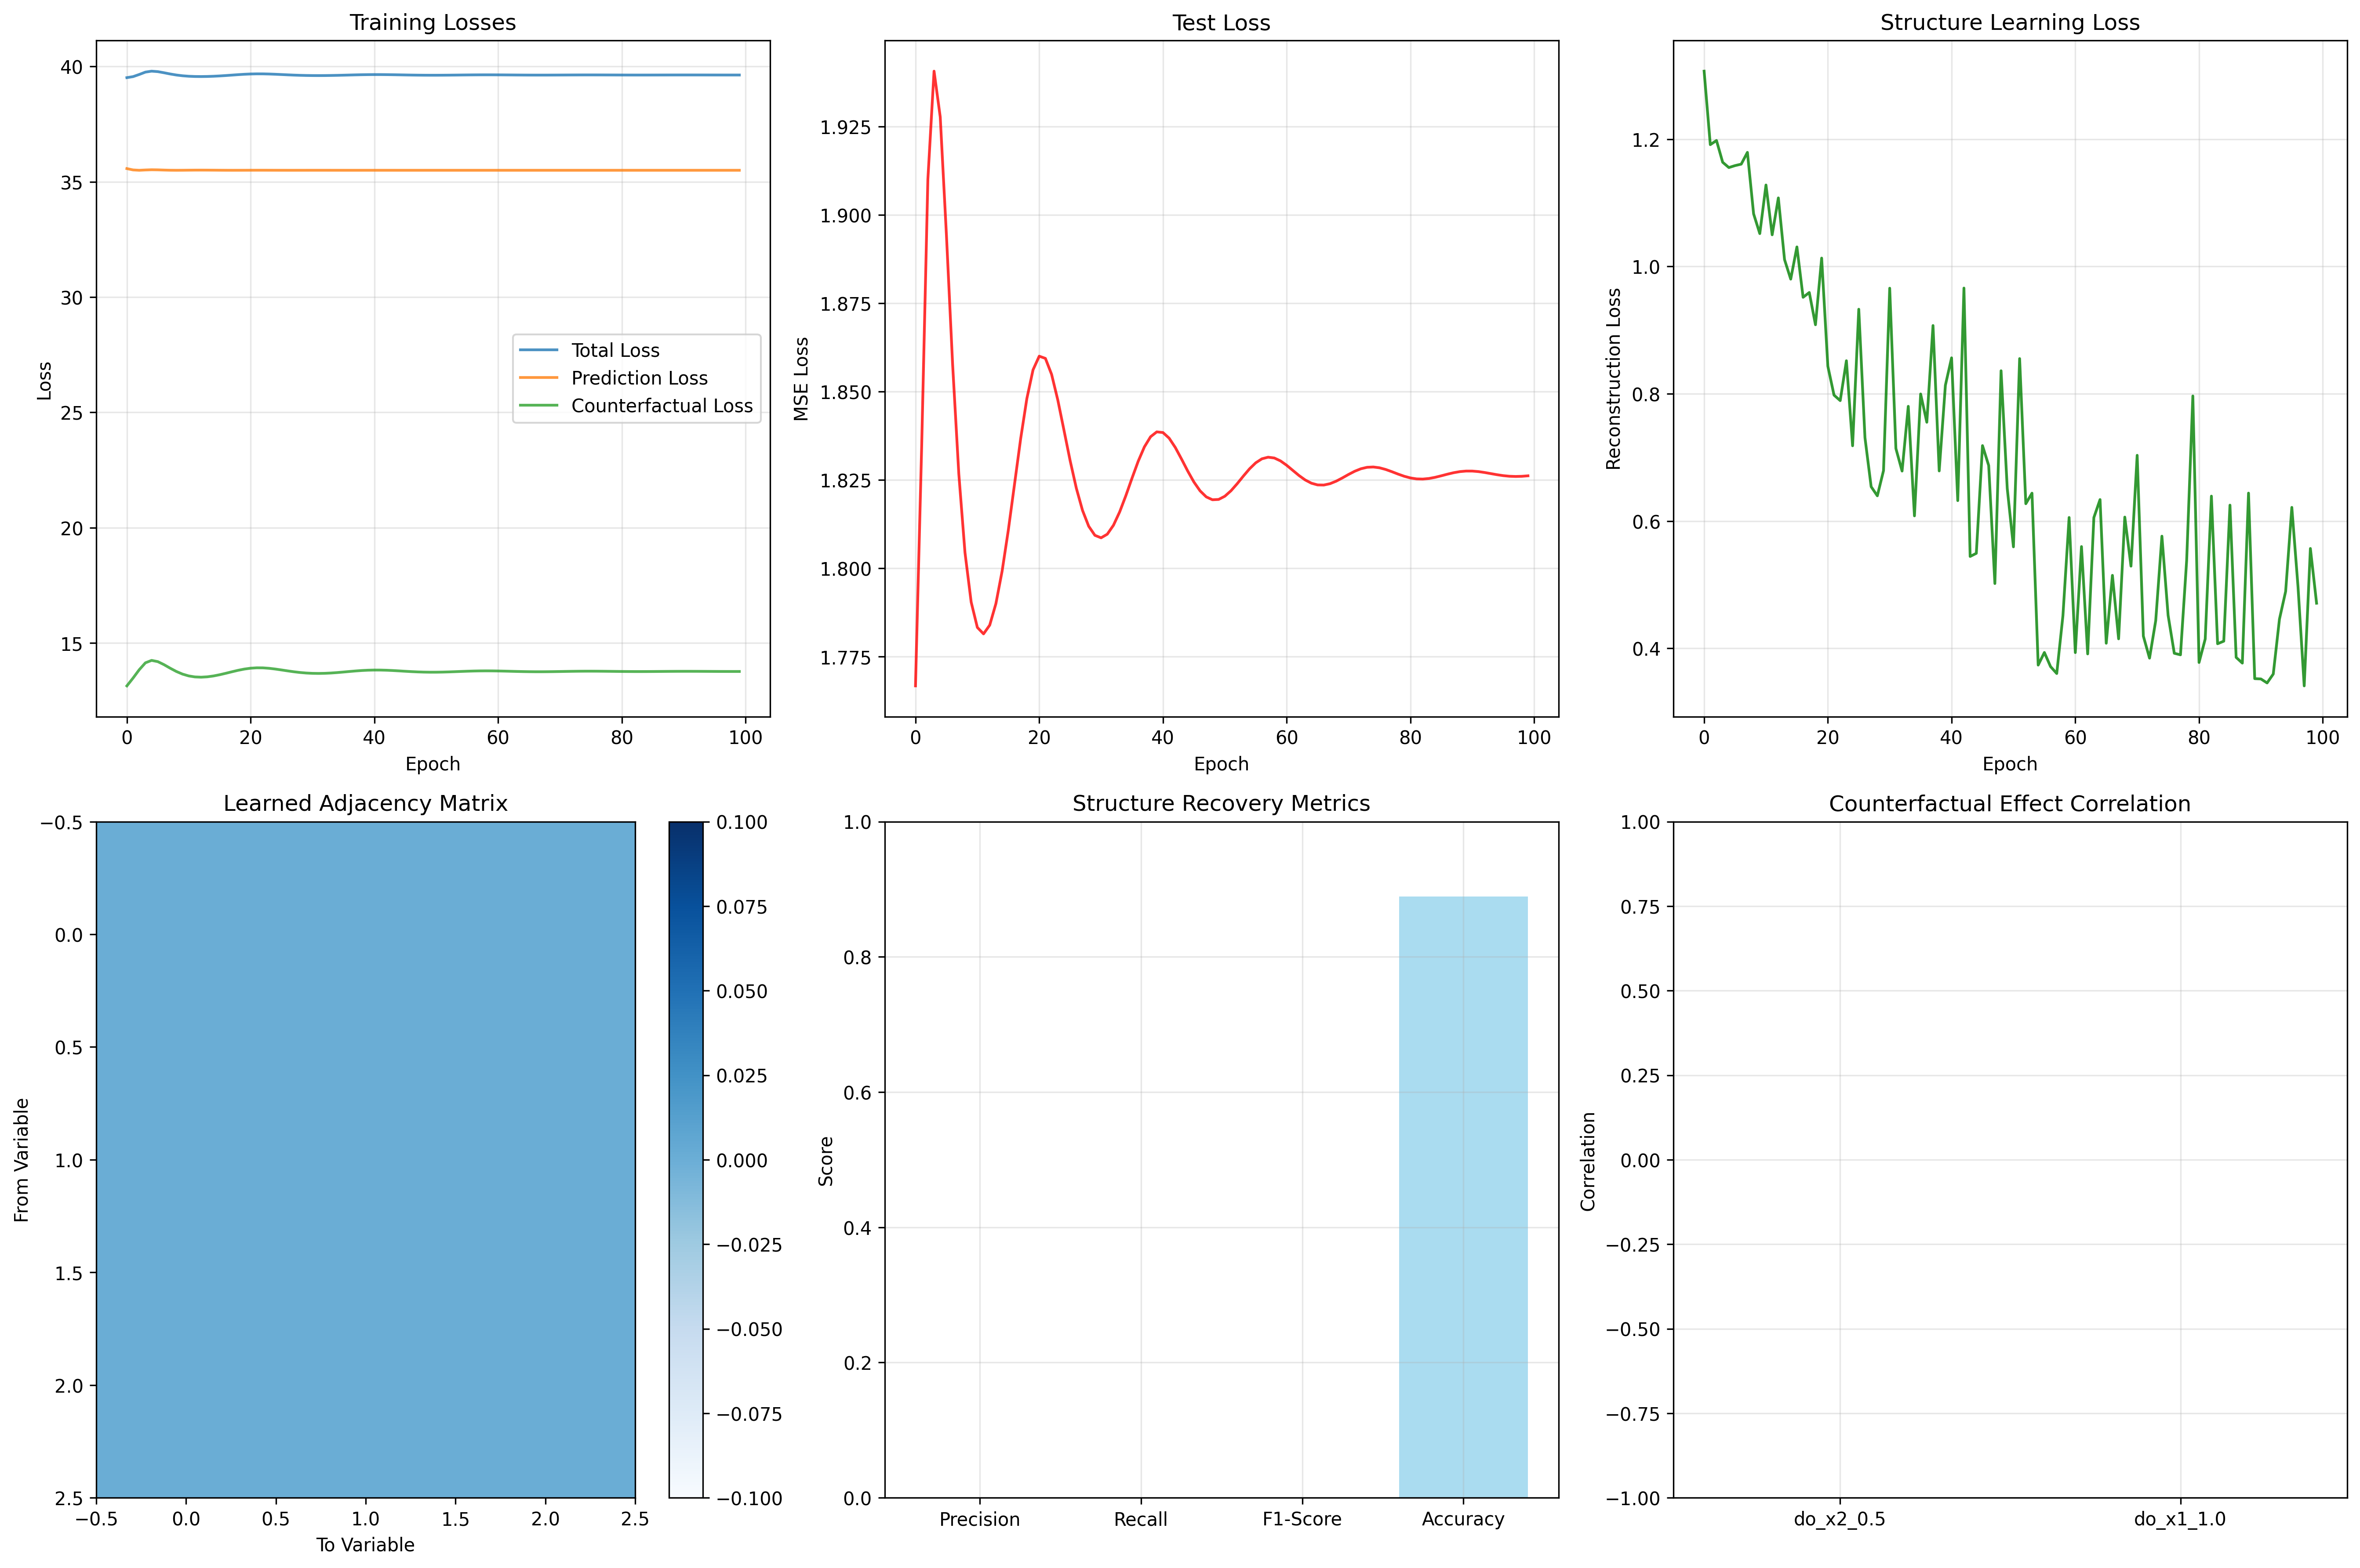 Training Losses
40
35
30
25
20
15
Loss
Total Loss
Prediction Loss
Counterfactual Loss
0 20 40 60 80 100
Epoch
Test Loss
1.925
1.900
1.875
1.850
1.825
1.800
1.775
MSE Loss
0 20 40 60 80 100
Epoch
Structure Learning Loss
1.2
1.0
0.8
0.6
0.4
Reconstruction Loss
0 20 40 60 80 100
Epoch
Learned Adjacency Matrix
−0.5
0.0
0.5
1.0
1.5
2.0
2.5
From Variable
−0.5 0.0 0.5 1.0 1.5 2.0 2.5
To Variable
0.100
0.075
0.050
0.025
0.000
−0.025
−0.050
−0.075
−0.100
Structure Recovery Metrics
1.0
0.8
0.6
0.4
0.2
0.0
Score
Precision Recall F1-Score Accuracy
Counterfactual Effect Correlation
1.00
0.75
0.50
0.25
0.00
−0.25
−0.50
−0.75
−1.00
Correlation
do_x2_0.5 do_x1_1.0